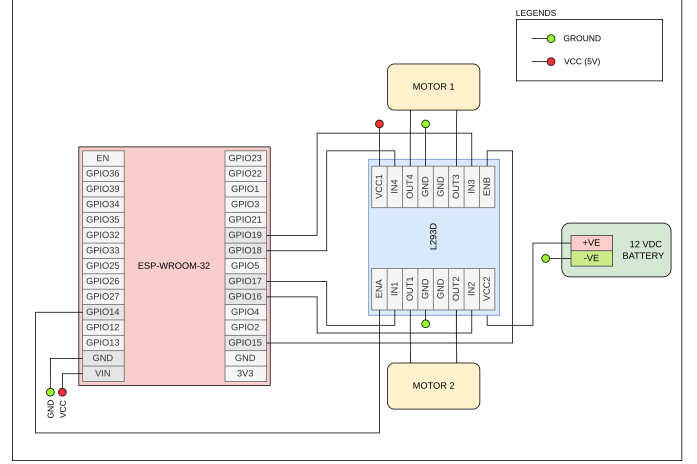 LEGENDS
GROUND
VCC (5V)
MOTOR 1
EN
GPIO36
GPIO39
GPIO34
GPIO35
GPIO32
GPIO33
GPIO25
GPIO26
GPIO27
GPIO14
GPIO12
GPIO13
GND
VIN
ESP-WROOM-32
GPIO23
GPIO22
GPIO1
GPIO3
GPIO21
GPIO19
GPIO18
GPIO5
GPIO17
GPIO16
GPIO4
GPIO2
GPIO15
GND
3V3
GND
VCC
VCC1
IN4
OUT4
GND
GND
OUT3
IN3
ENB
L293D
ENA
IN1
OUT1
GND
GND
OUT2
IN2
VCC2
+VE
-VE
12 VDC
BATTERY
MOTOR 2